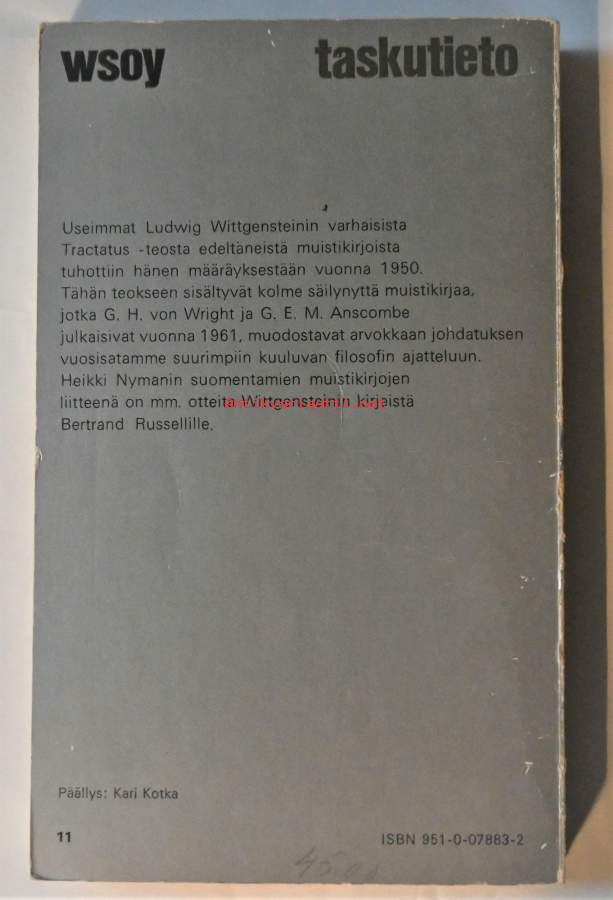 wsoy taskutieto
Useimmat Ludwig Wittgensteinin varhaisista
Tractatus -teosta edeltäneistä muistikirjoista
tuhottiin hänen määräyksestään vuonna 1950.
Tähän teokseen sisältyvät kolme säilynyttä muistikirjaa,
jotka G. H. von Wright ja G. E. M. Anscombe
julkaisivat vuonna 1961, muodostavat arvokkaan johdatuksen
vuosisatamme suurimpiin kuuluvan filosofin ajatteluun.
Heikki Nymanin suomentamien muistikirjojen
liitteenä on mm. otteita Wittgensteinin kirjeistä
Bertrand Russellille.
Päällys: Kari Kotka
11 ISBN 951-0-07883-2